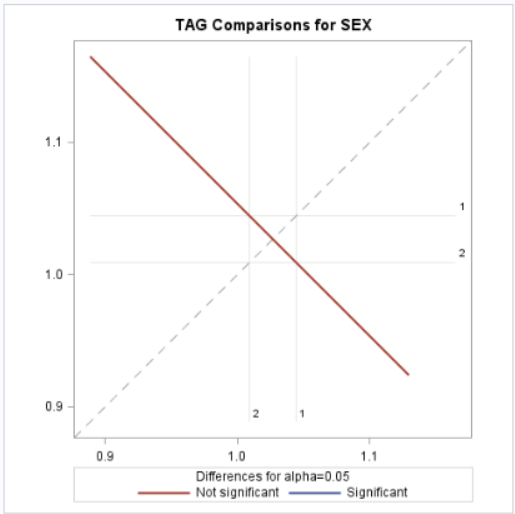 TAG Comparisons for SEX
1.1
1
2
1.0
0.9
2
1
0.9 1.0 1.1
Differences for alpha=0.05
Not significant Significant